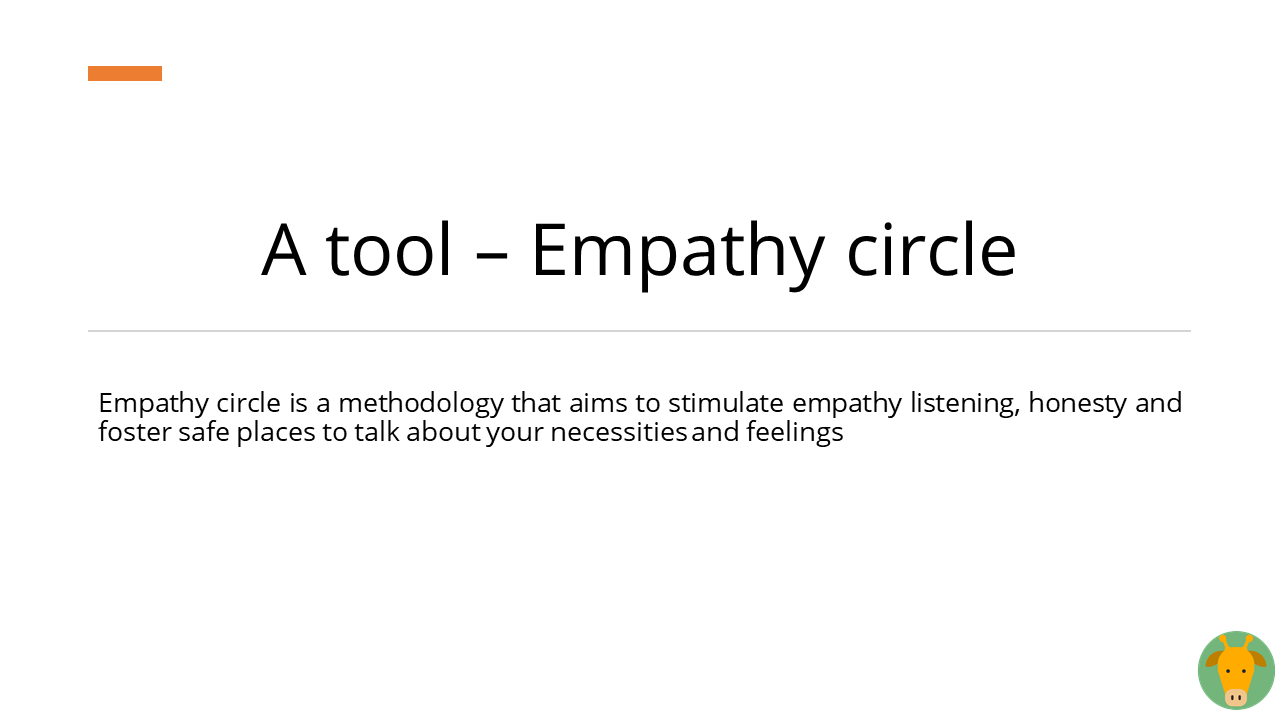 A tool – Empathy circle
Empathy circle is a methodology that aims to stimulate empathy listening, honesty and
foster safe places to talk about your necessities and feelings